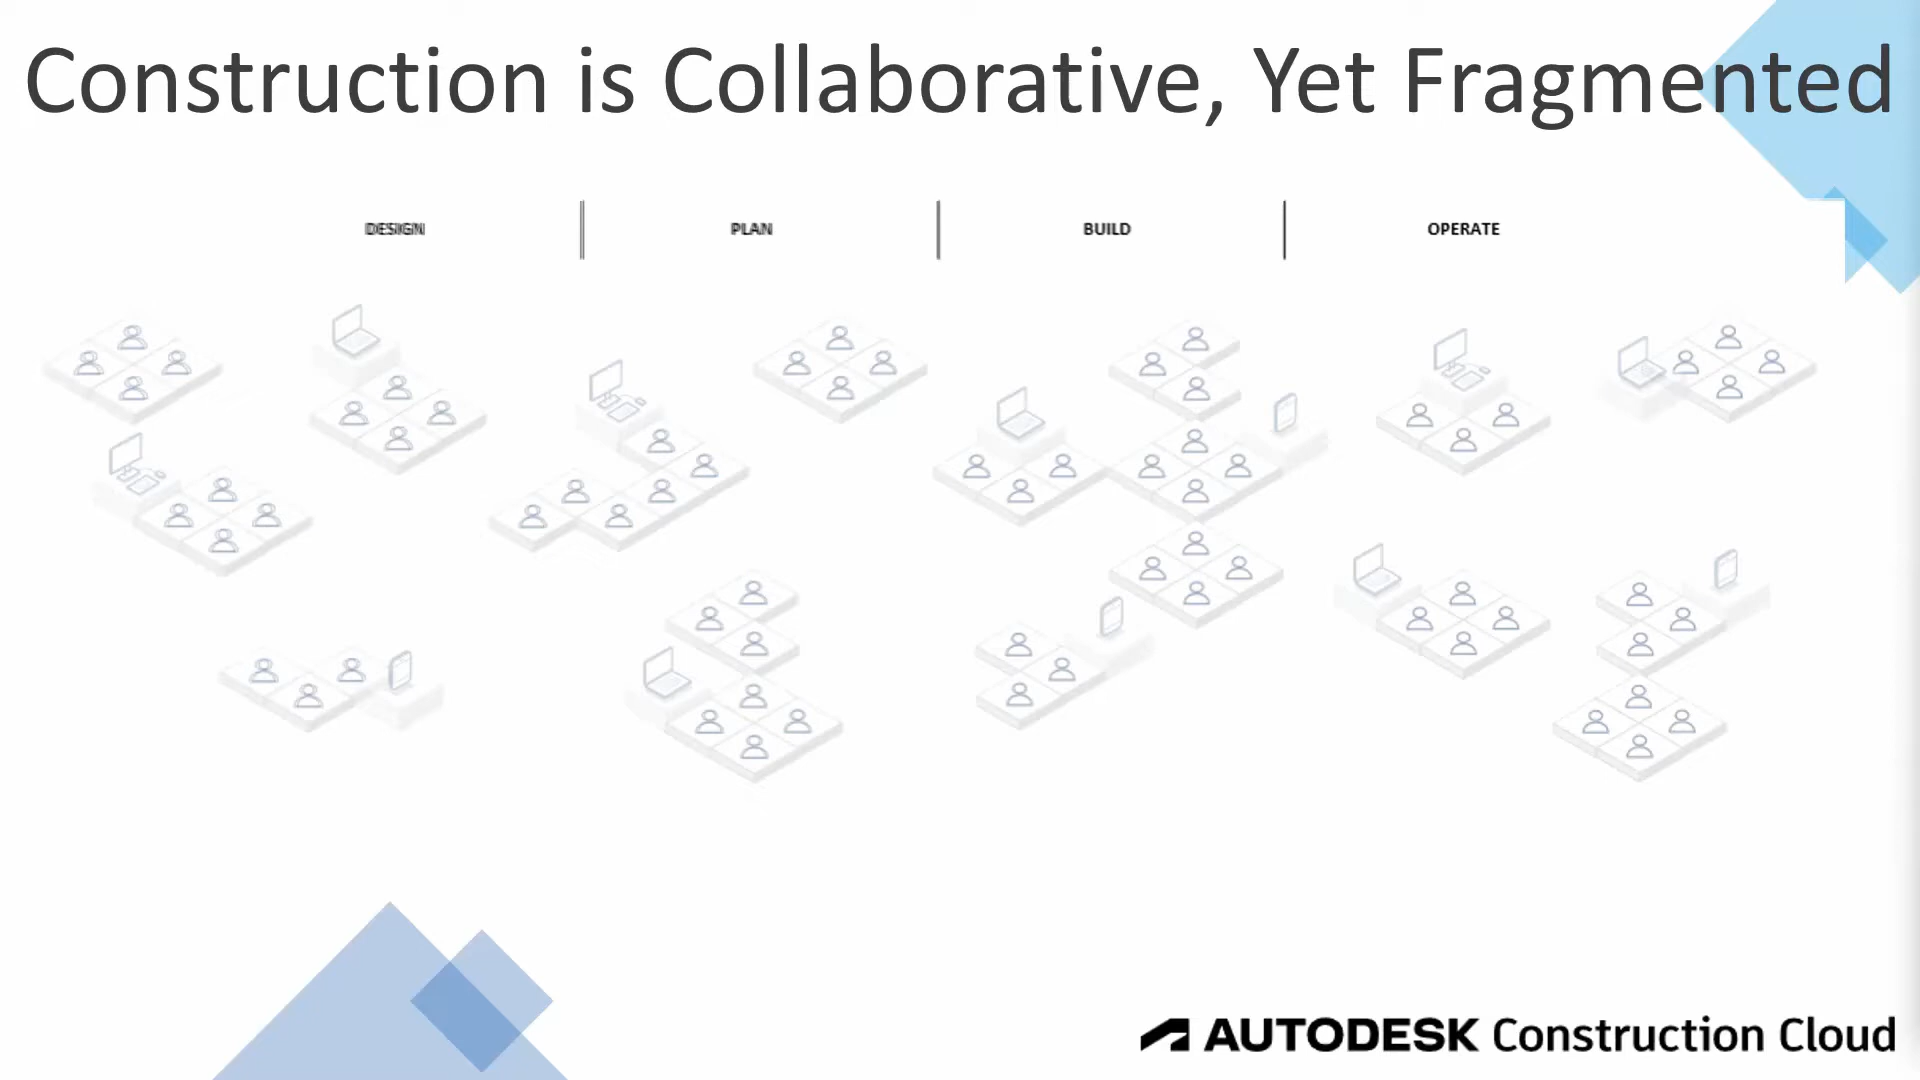 Construction is Collaborative, Yet Fragmented
DESIGN
PLAN
BUILD
OPERATE
AUTODESK Construction Cloud